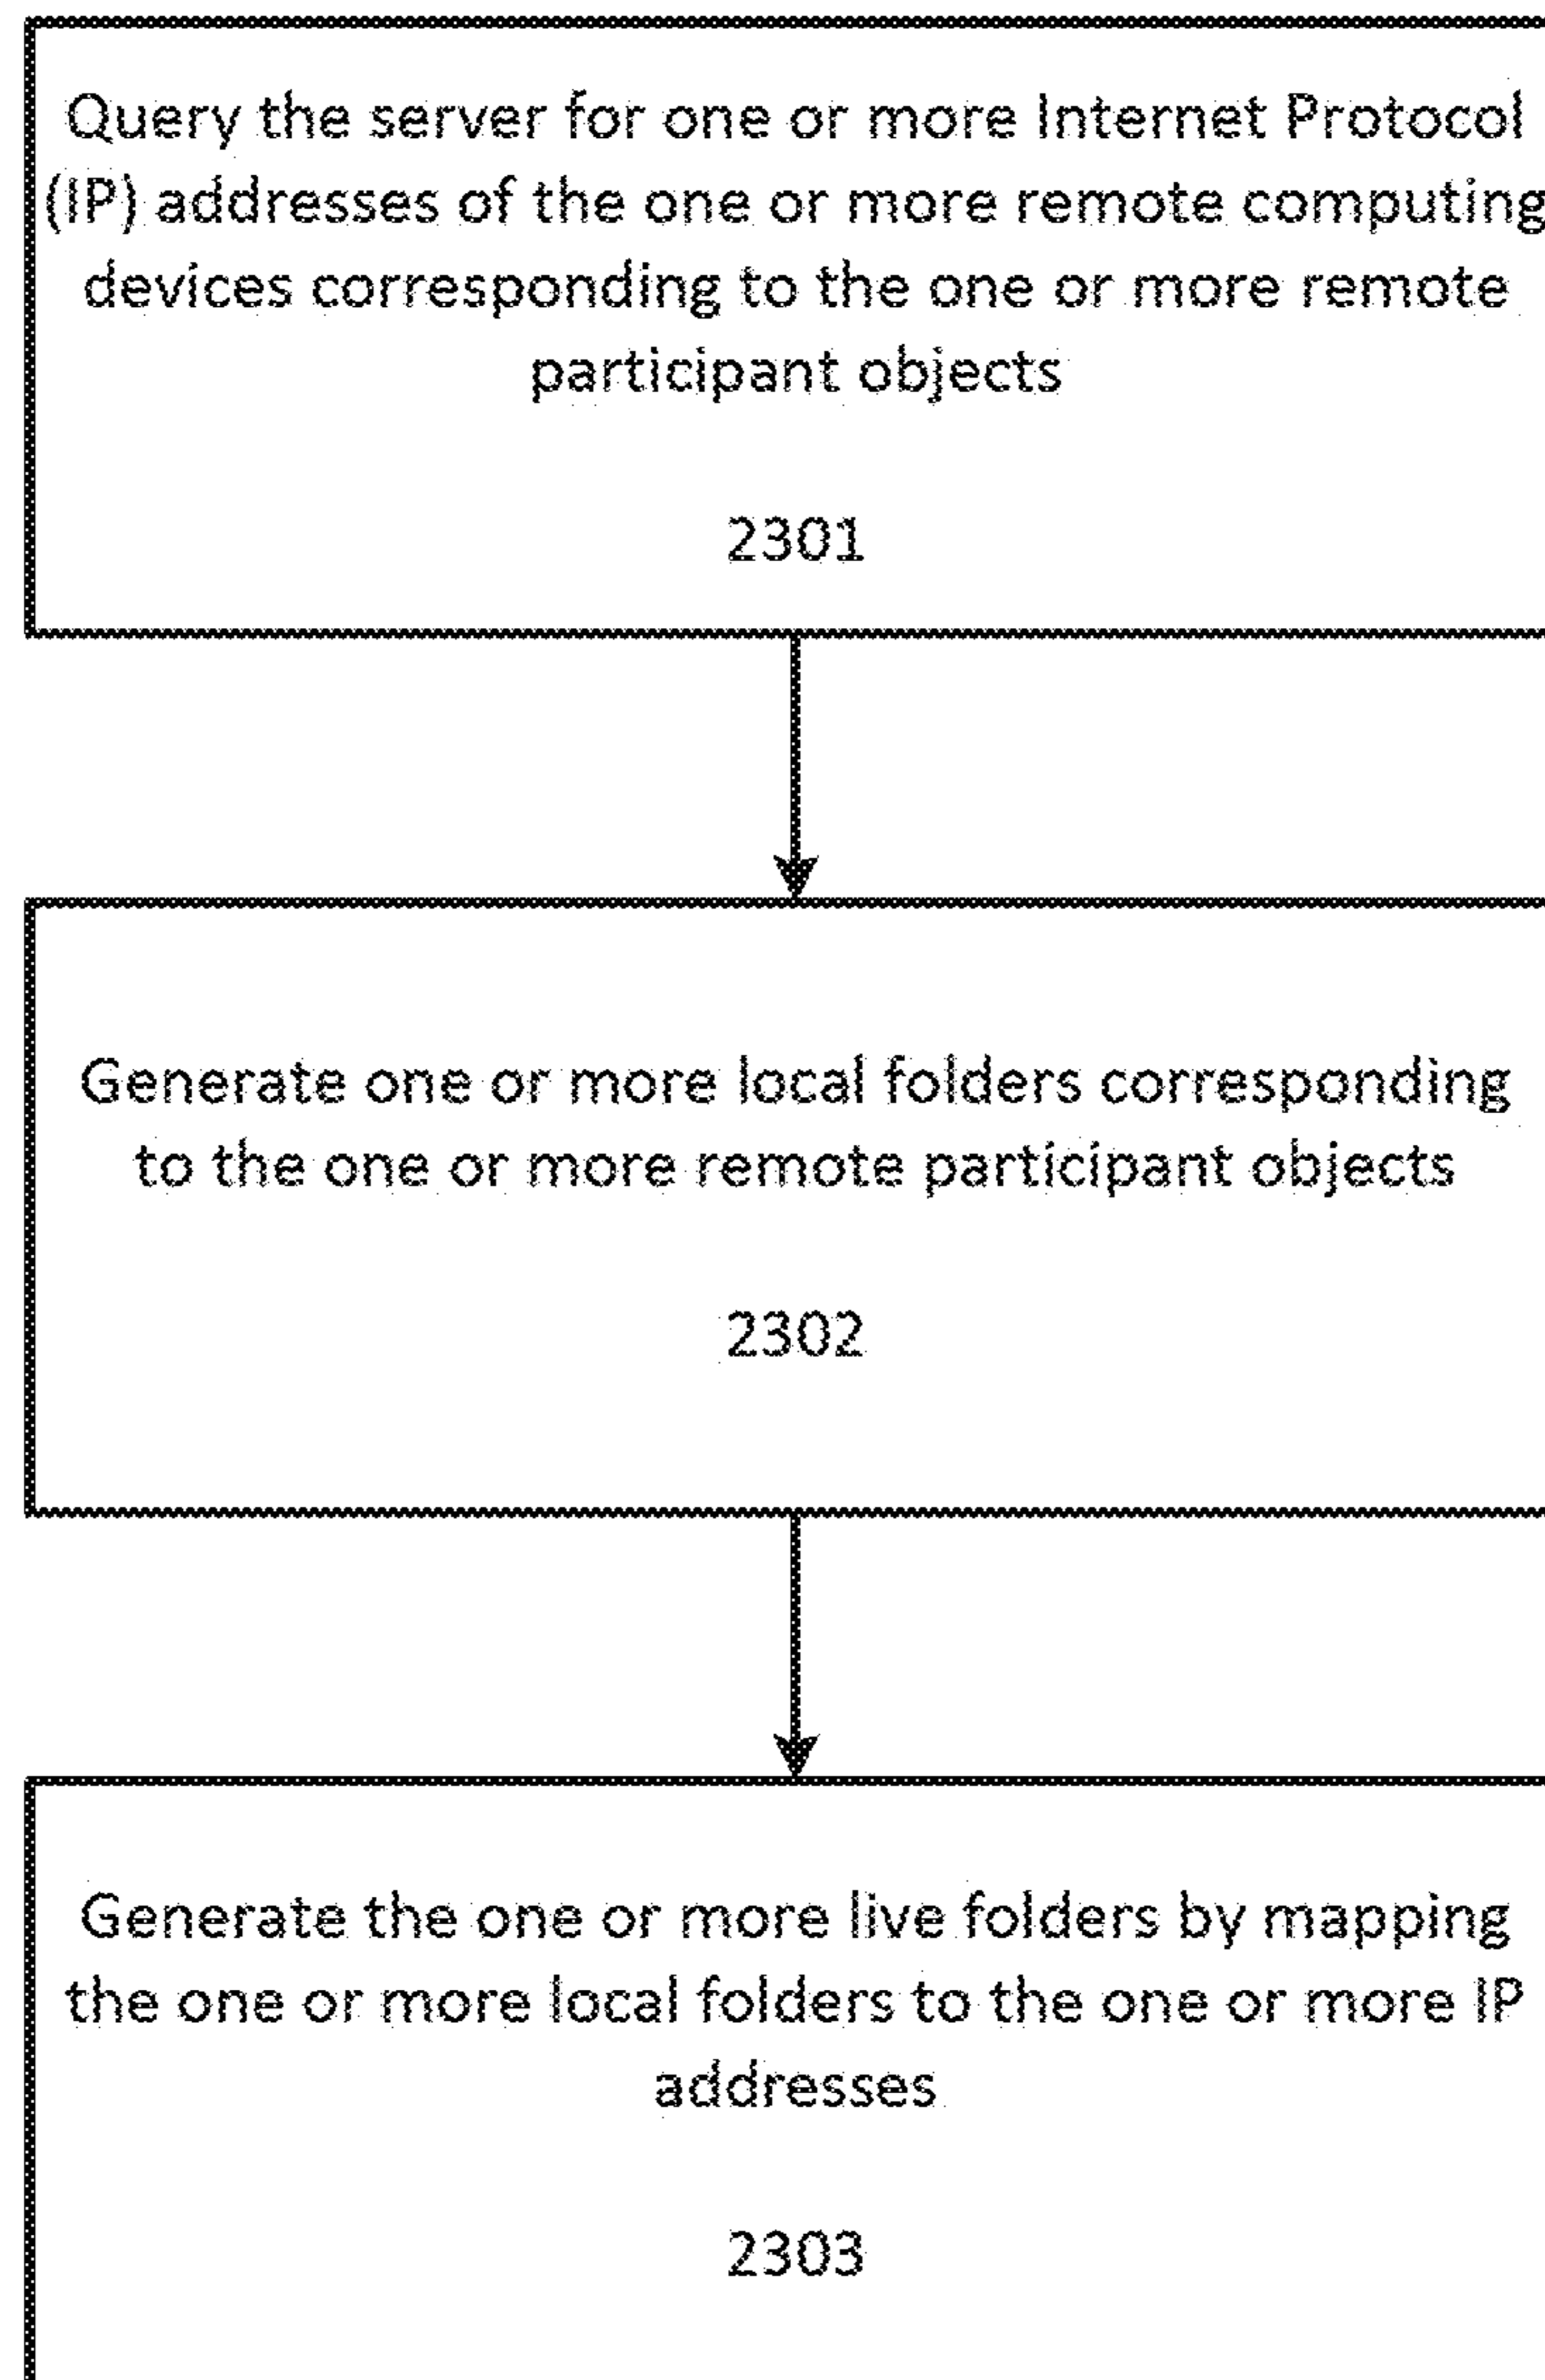 Query the server for one or more Internet Protocol
(IP) addresses of the one or more remote computing
devices corresponding to the one or more remote
participant objects
2301
Generate one or more local folders corresponding
to the one or more remote participant objects
2302
Generate the one or more live folders by mapping
the one or more local folders to the one or more IP
addresses
2303